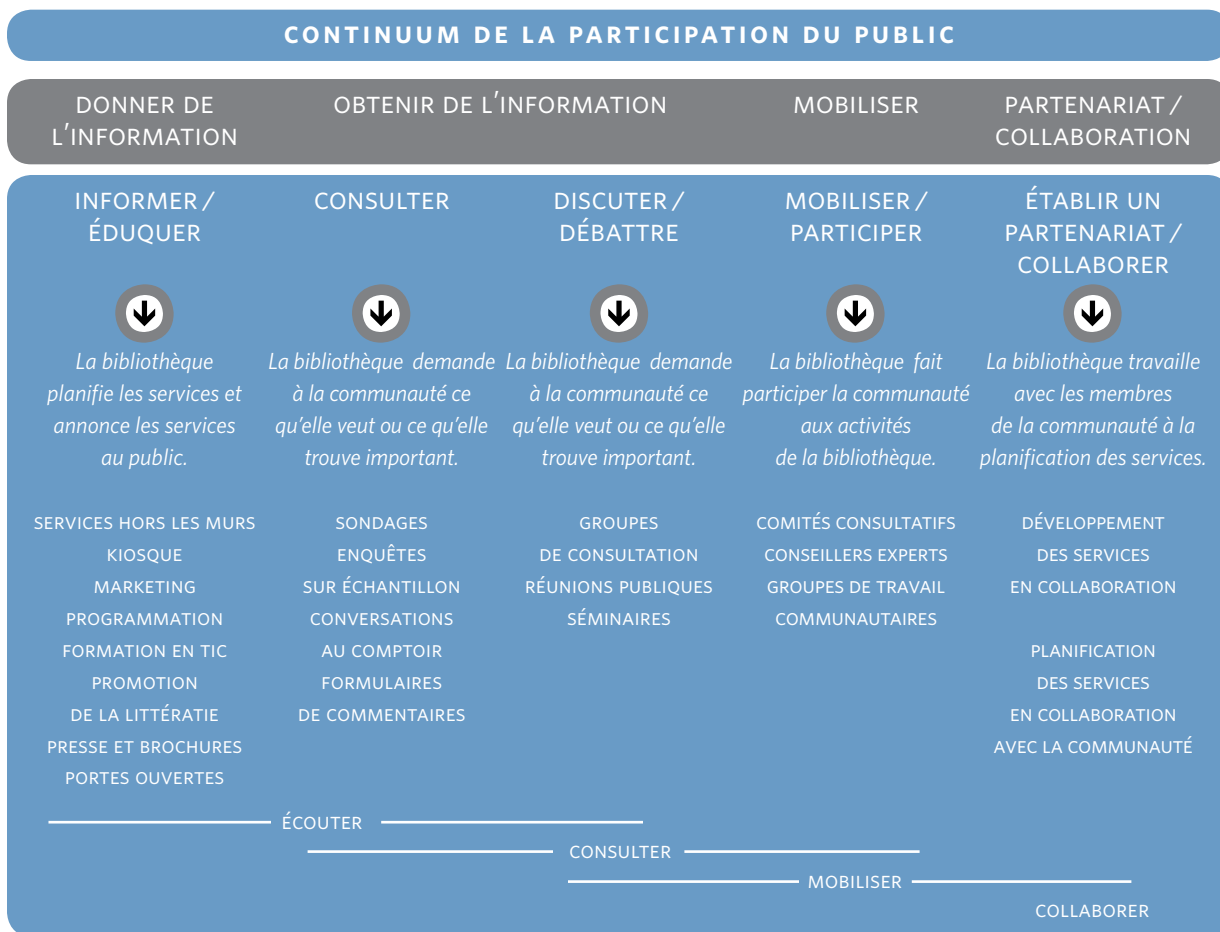 CONTINUUM DE LA PARTICIPATION DU PUBLIC
DONNER DE
L'INFORMATION
OBTENIR DE L'INFORMATION
MOBILISER
PARTENARIAT /
COLLABORATION
INFORMER /
ÉDUQUER
La bibliothèque
planifie les services et
annonce les services
au public.
SERVICES HORS LES MURS
KIOSQUE
MARKETING
PROGRAMMATION
FORMATION EN TIC
PROMOTION
DE LA LITTÉRATIE
PRESSE ET BROCHURES
PORTES OUVERTES
CONSULTER
La bibliothèque demande
à la communauté ce
qu'elle veut ou ce qu'elle
trouve important.
SONDAGES
ENQUÊTES
SUR ÉCHANTILLON
CONVERSATIONS
AU COMPTOIR
FORMULAIRES
DE COMMENTAIRES
DISCUTER /
DÉBATTRE
La bibliothèque demande
à la communauté ce
qu'elle veut ou ce qu'elle
trouve important.
GROUPES
DE CONSULTATION
RÉUNIONS PUBLIQUES
SÉMINAIRES
MOBILISER /
PARTICIPER
La bibliothèque fait
participer la communauté
aux activités
de la bibliothèque.
COMITÉS CONSULTATIFS
CONSEILLERS EXPERTS
GROUPES DE TRAVAIL
COMMUNAUTAIRES
ÉTABLIR UN
PARTENARIAT /
COLLABORER
La bibliothèque travaille
avec les membres
de la communauté à la
planification des services.
DÉVELOPPEMENT
DES SERVICES
EN COLLABORATION
PLANIFICATION
DES SERVICES
EN COLLABORATION
AVEC LA COMMUNAUTÉ
ÉCOUTER
CONSULTER
MOBILISER
COLLABORER